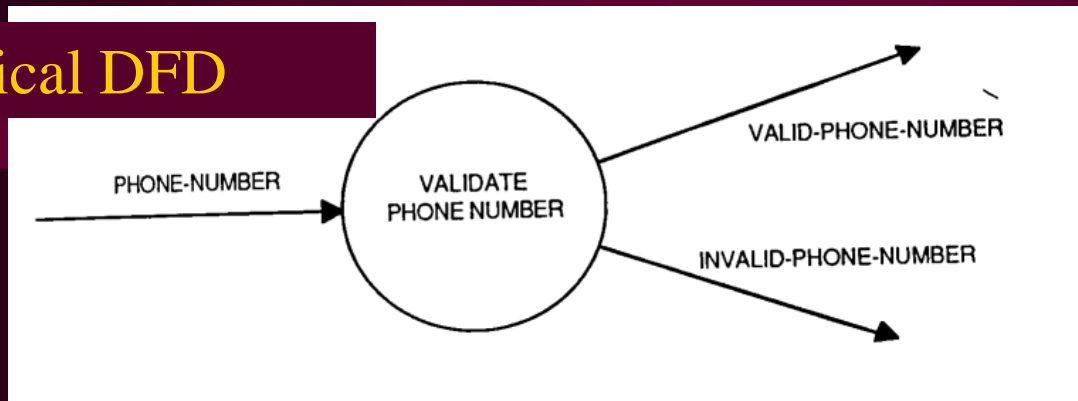 ical DFD
PHONE-NUMBER
VALIDATE
PHONE NUMBER
VALID-PHONE-NUMBER
INVALID-PHONE-NUMBER